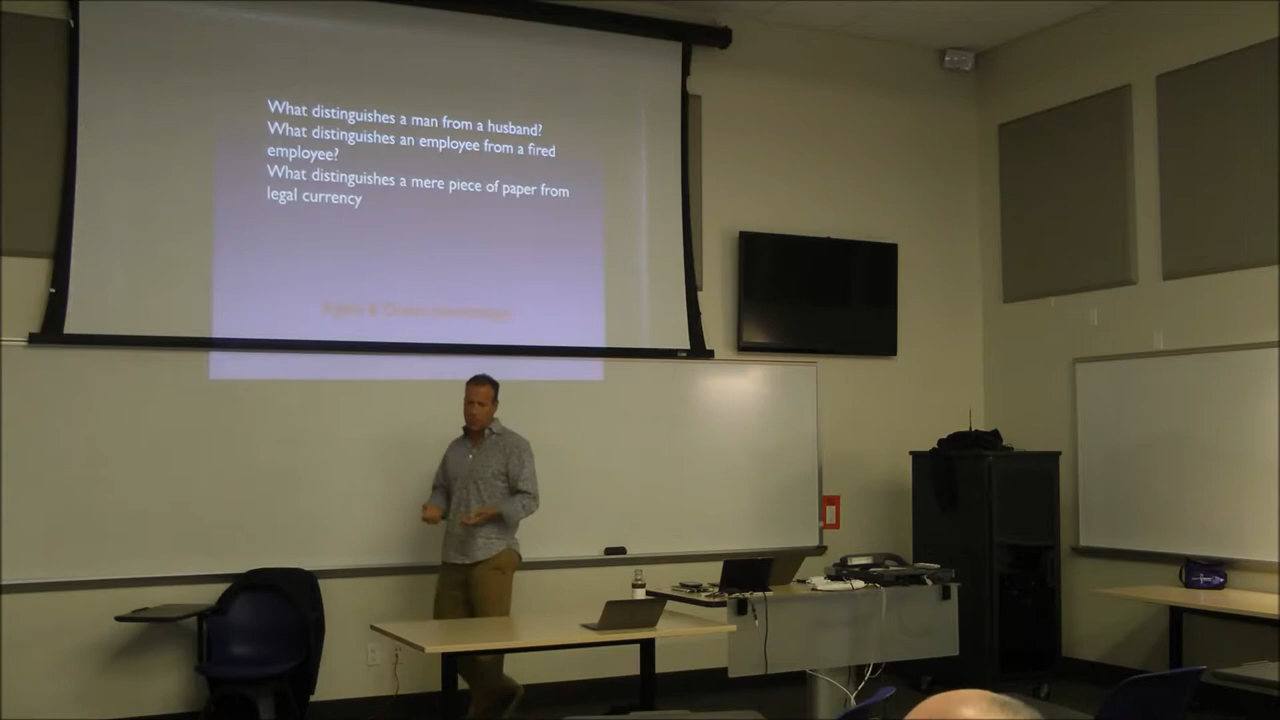 What distinguishes a man from a husband?
What distinguishes an employee from a fired
employee?
What distinguishes a mere piece of paper from
legal currency